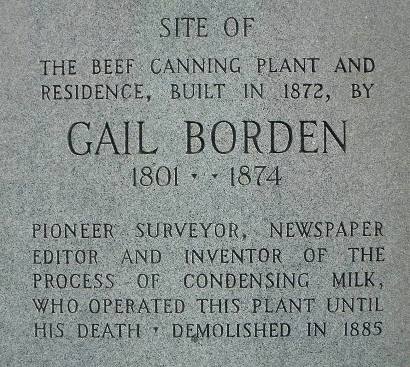 SITE OF
THE BEEF CANNING PLANT AND
RESIDENCE, BUILT IN 1872, BY
GAIL BORDEN
1801 · · 1874
PIONEER SURVEYOR, NEWSPAPER
EDITOR AND INVENTOR OF THE
PROCESS OF CONDENSING MILK,
WHO OPERATED THIS PLANT UNTIL
HIS DEATH · DEMOLISHED IN 1885